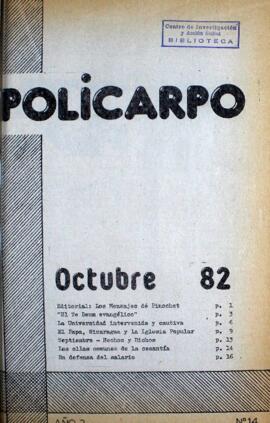 Centro de Investigación
y Acción Social
BIBLIOTECA
POLICARPO
Octubre 82
Editorial: Los Mensajes de Pinochet p. 1
"El Te Deum evangélico" p. 3
La Universidad intervenida y cautiva p. 6
El Papa, Nicaragua y la Iglesia Popular p. 9
Septiembre - Hechos y Dichos p. 13
Las ollas comunes de la cesantía p. 14
En defensa del salario p. 16
AÑO 2 Nº 14